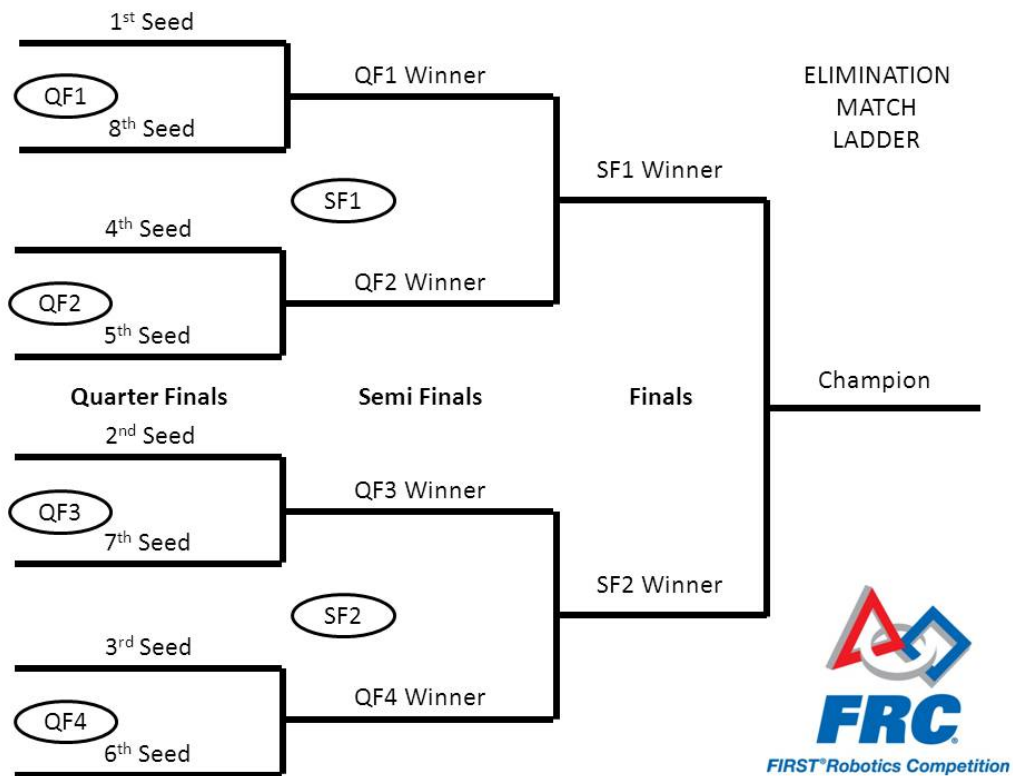 1st Seed
QF1
8th Seed
QF1 Winner
ELIMINATION
MATCH
LADDER
SF1
SF1 Winner
4th Seed
QF2
5th Seed
QF2 Winner
Quarter Finals
Semi Finals
Finals
Champion
2nd Seed
QF3
7th Seed
QF3 Winner
SF2
SF2 Winner
3rd Seed
QF4
6th Seed
QF4 Winner
FRC
FIRST® Robotics Competition